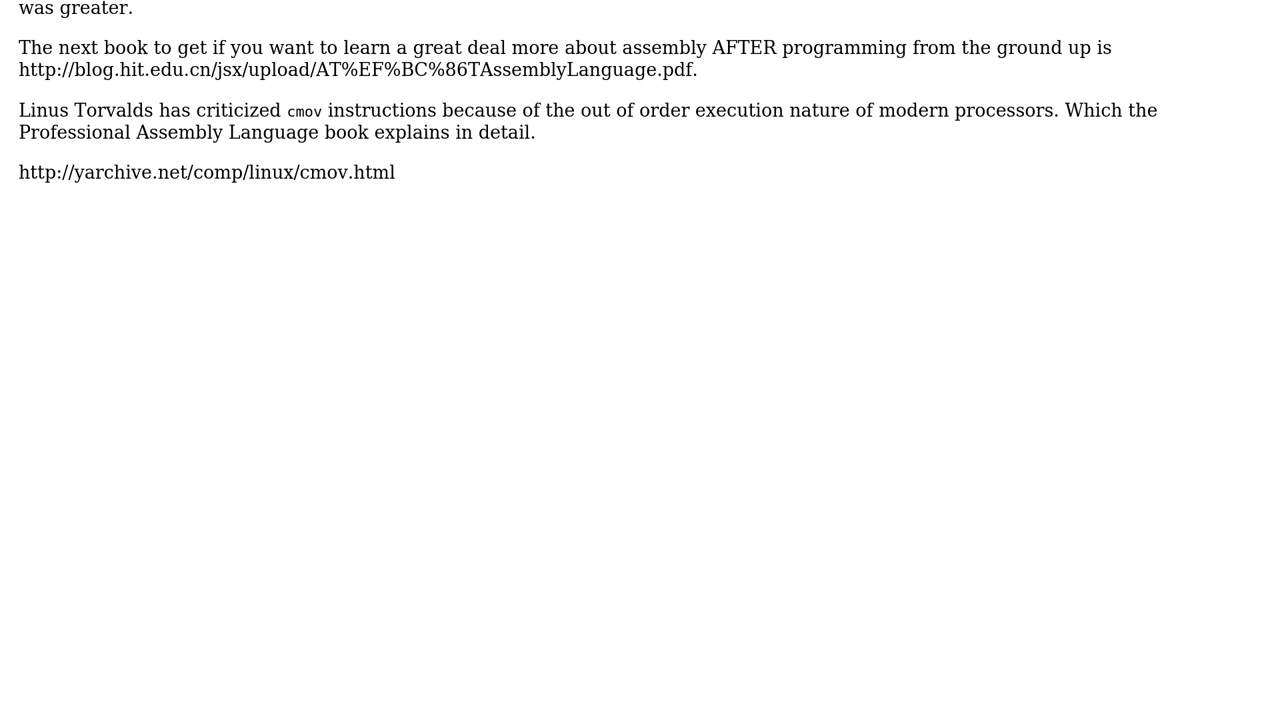 was greater.
The next book to get if you want to learn a great deal more about assembly AFTER programming from the ground up is
http://blog.hit.edu.cn/jsx/upload/AT%EF%BC%86TAssemblyLanguage.pdf.
Linus Torvalds has criticized cmov instructions because of the out of order execution nature of modern processors. Which the
Professional Assembly Language book explains in detail.
http://yarchive.net/comp/linux/cmov.html